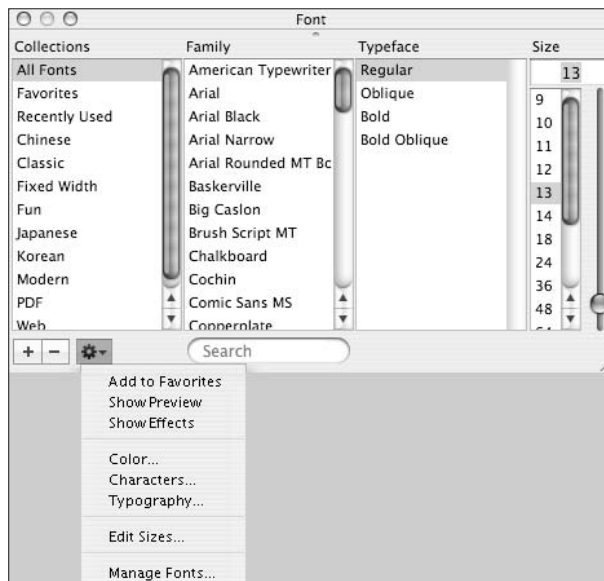 Font
Collections
Family
Typeface
Size
All Fonts
Favorites
Recently Used
Chinese
Classic
Fixed Width
Fun
Japanese
Korean
Modern
PDF
Web
American Typewriter
Arial
Arial Black
Arial Narrow
Arial Rounded MT Bc
Baskerville
Big Caslon
Brush Script MT
Chalkboard
Cochin
Comic Sans MS
Copperplate
Regular
Oblique
Bold
Bold Oblique
13
9
10
11
12
13
14
18
24
36
48
Search
Add to Favorites
Show Preview
Show Effects
Color...
Characters...
Typography...
Edit Sizes...
Manage Fonts...